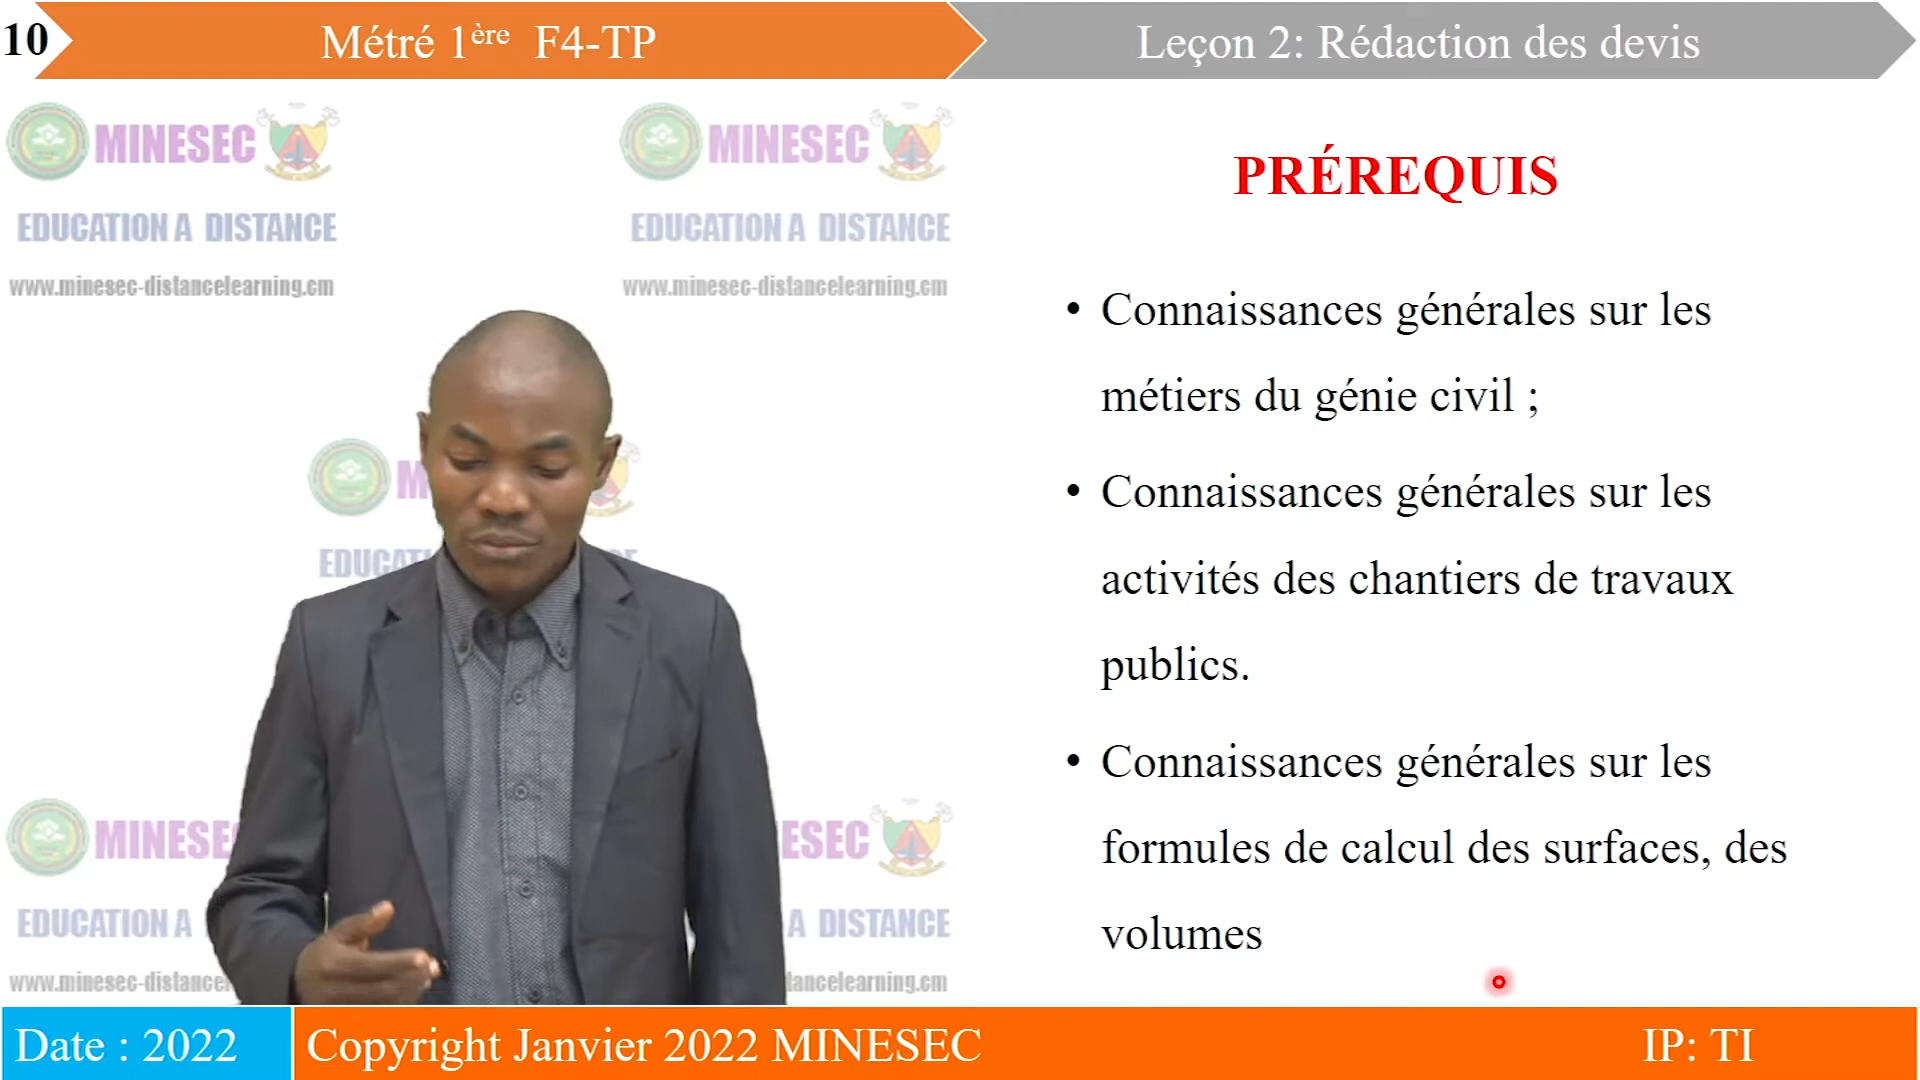 10
Métré 1ère F4-TP
Leçon 2: Rédaction des devis
MINESEC
EDUCATION A DISTANCE
www.minesec-distancelearning.cm
MINESEC
EDUCATION A DISTANCE
www.minesec-distancelearning.cm
PRÉREQUIS
• Connaissances générales sur les
métiers du génie civil ;
• Connaissances générales sur les
activités des chantiers de travaux
publics.
• Connaissances générales sur les
formules de calcul des surfaces, des
volumes
M
EDUCAT
MINESE
EDUCATION A
www.minesec-distance
ESEC
A DISTANCE
tancelearning.cm
Date : 2022
Copyright Janvier 2022 MINESEC
IP: TI